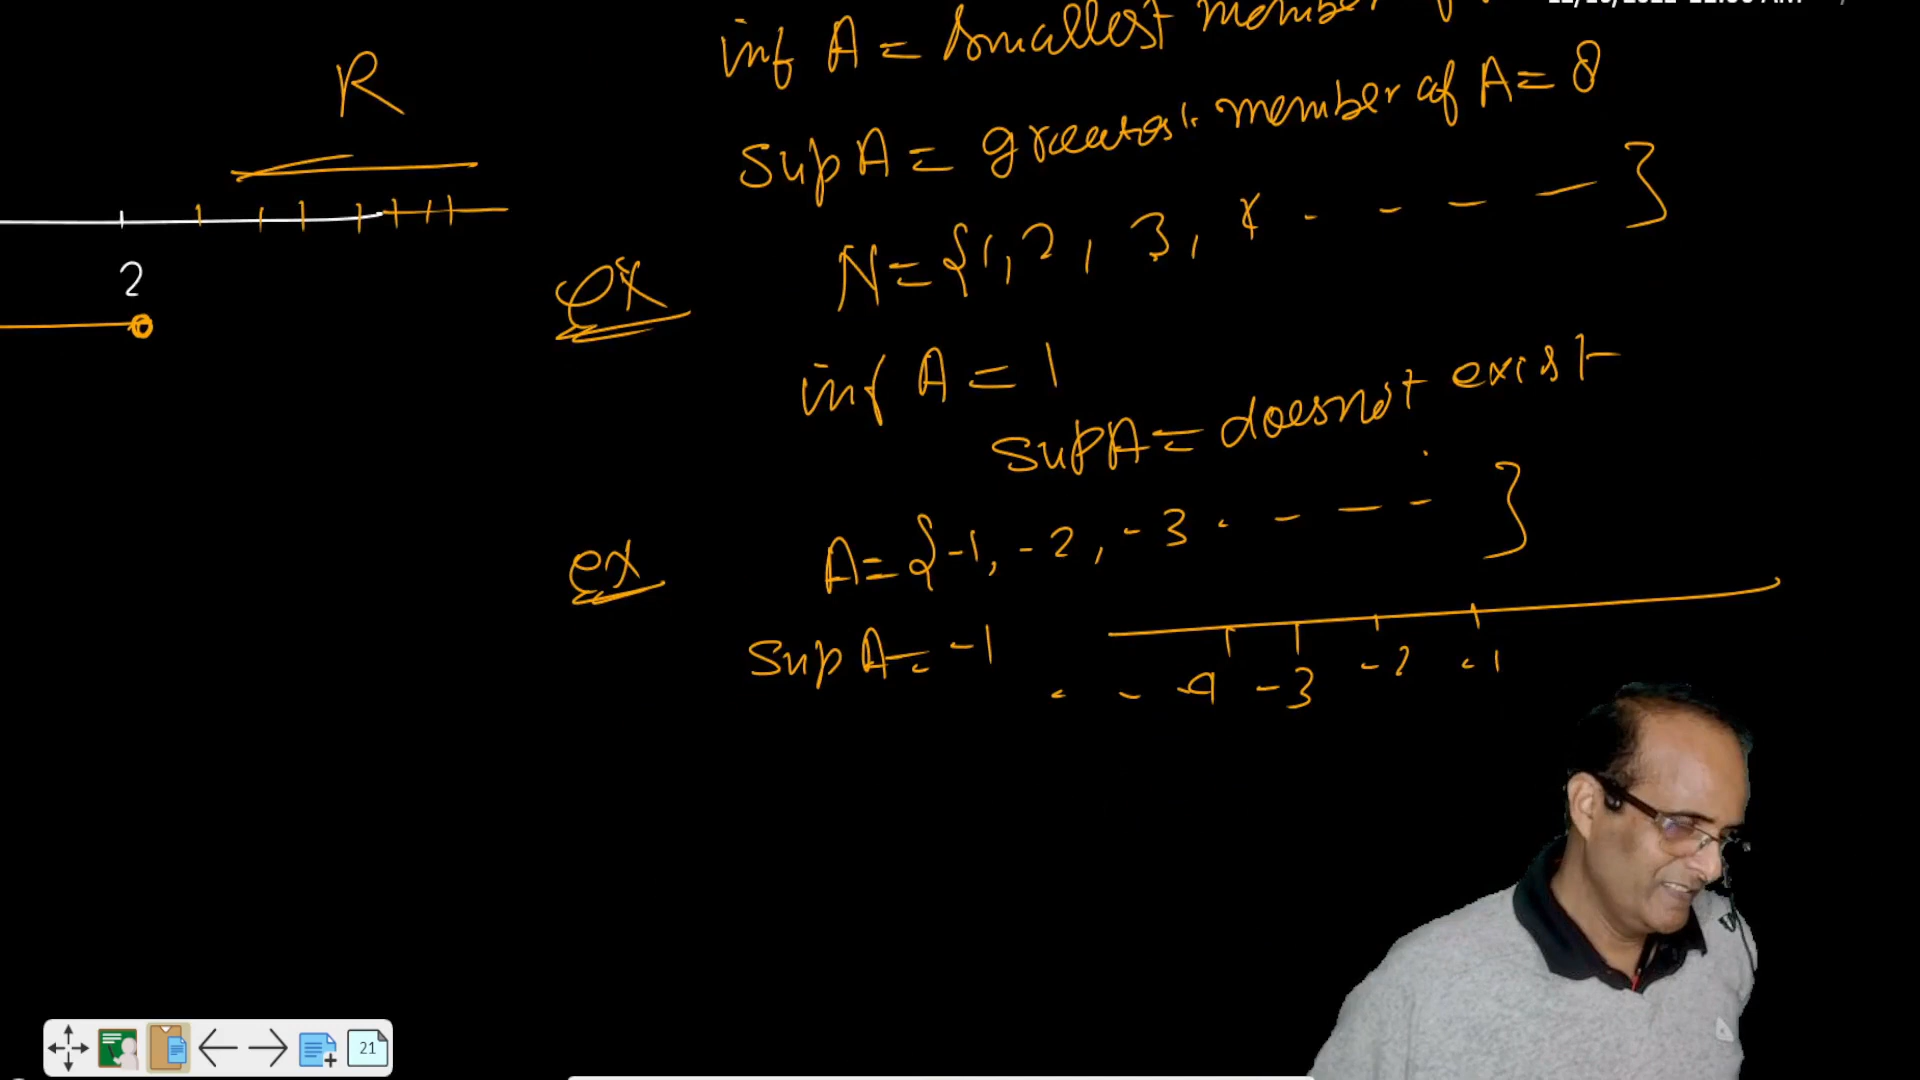 inf A = smallest member
R
sup A = greatest member of A = 8
ex N = {1, 2, 3, 4 . - - - - }
2
inf A = 1
sup A = doesnot exist
ex A = {-1, -2, -3 . - - - - }
sup A = -1
. - -4 -3 -2 -1
21